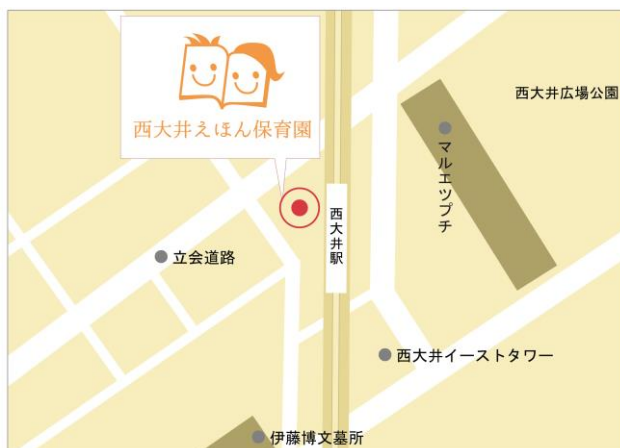 西大井えほん保育園
西大井広場公園
マルエツプチ
西大井駅
立会道路
西大井イーストタワー
伊藤博文墓所